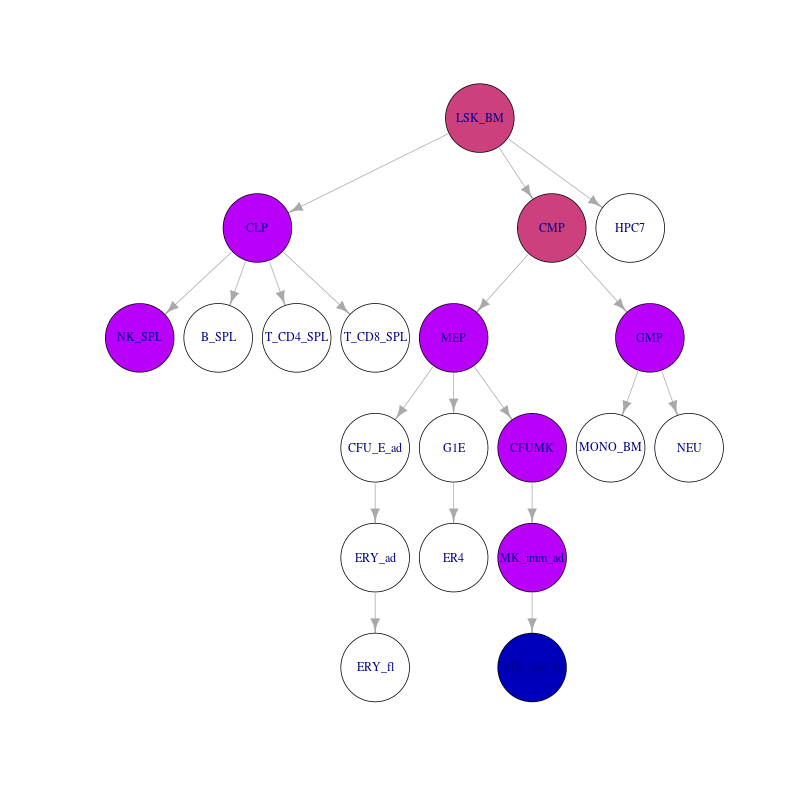 LSK_BM
CLP
CMP
HPC7
NK_SPL
B_SPL
T_CD4_SPL
T_CD8_SPL
MEP
GMP
CFU_E_ad
G1E
CFUMK
MONO_BM
NEU
ERY_ad
ER4
MK_imm_ad
ERY_fl